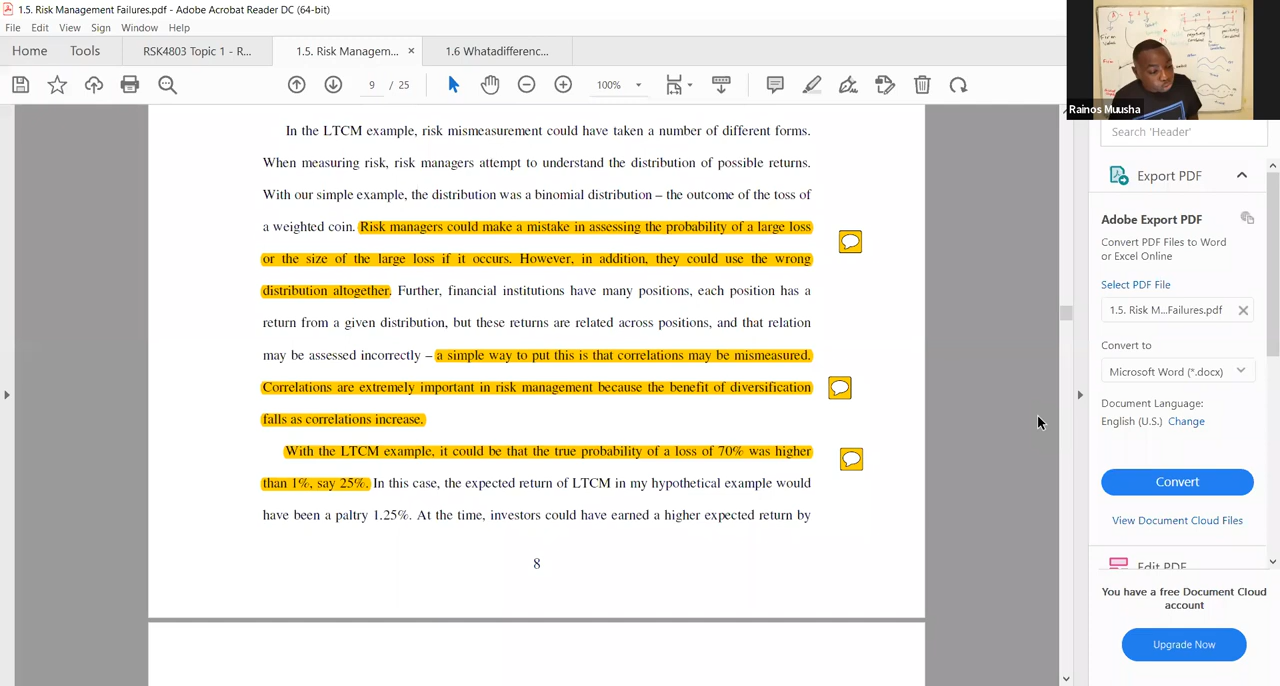 1.5. Risk Management Failures.pdf - Adobe Acrobat Reader DC (64-bit)
File Edit View Sign Window Help
Home Tools RSK4803 Topic 1 - R... 1.5. Risk Managem... × 1.6 Whatadifferenc...
9 / 25 100%
Rainos Muusha
In the LTCM example, risk mismeasurement could have taken a number of different forms.
When measuring risk, risk managers attempt to understand the distribution of possible returns.
With our simple example, the distribution was a binomial distribution – the outcome of the toss of
a weighted coin. Risk managers could make a mistake in assessing the probability of a large loss
or the size of the large loss if it occurs. However, in addition, they could use the wrong
distribution altogether. Further, financial institutions have many positions, each position has a
return from a given distribution, but these returns are related across positions, and that relation
may be assessed incorrectly – a simple way to put this is that correlations may be mismeasured.
Correlations are extremely important in risk management because the benefit of diversification
falls as correlations increase.
With the LTCM example, it could be that the true probability of a loss of 70% was higher
than 1%, say 25%. In this case, the expected return of LTCM in my hypothetical example would
have been a paltry 1.25%. At the time, investors could have earned a higher expected return by
8
Search 'Header'
Export PDF
Adobe Export PDF
Convert PDF Files to Word
or Excel Online
Select PDF File
1.5. Risk M...Failures.pdf
Convert to
Microsoft Word (*.docx)
Document Language:
English (U.S.) Change
Convert
View Document Cloud Files
Edit PDF
You have a free Document Cloud
account
Upgrade Now